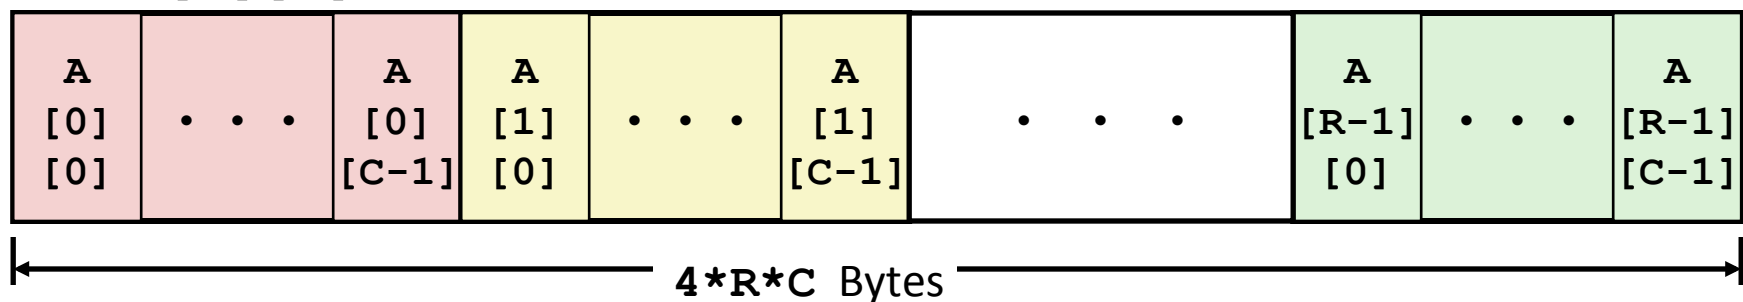 A
[0]
[0]
• • •
A
[0]
[C-1]
A
[1]
[0]
• • •
A
[1]
[C-1]
• • •
A
[R-1]
[0]
• • •
A
[R-1]
[C-1]
4*R*C Bytes